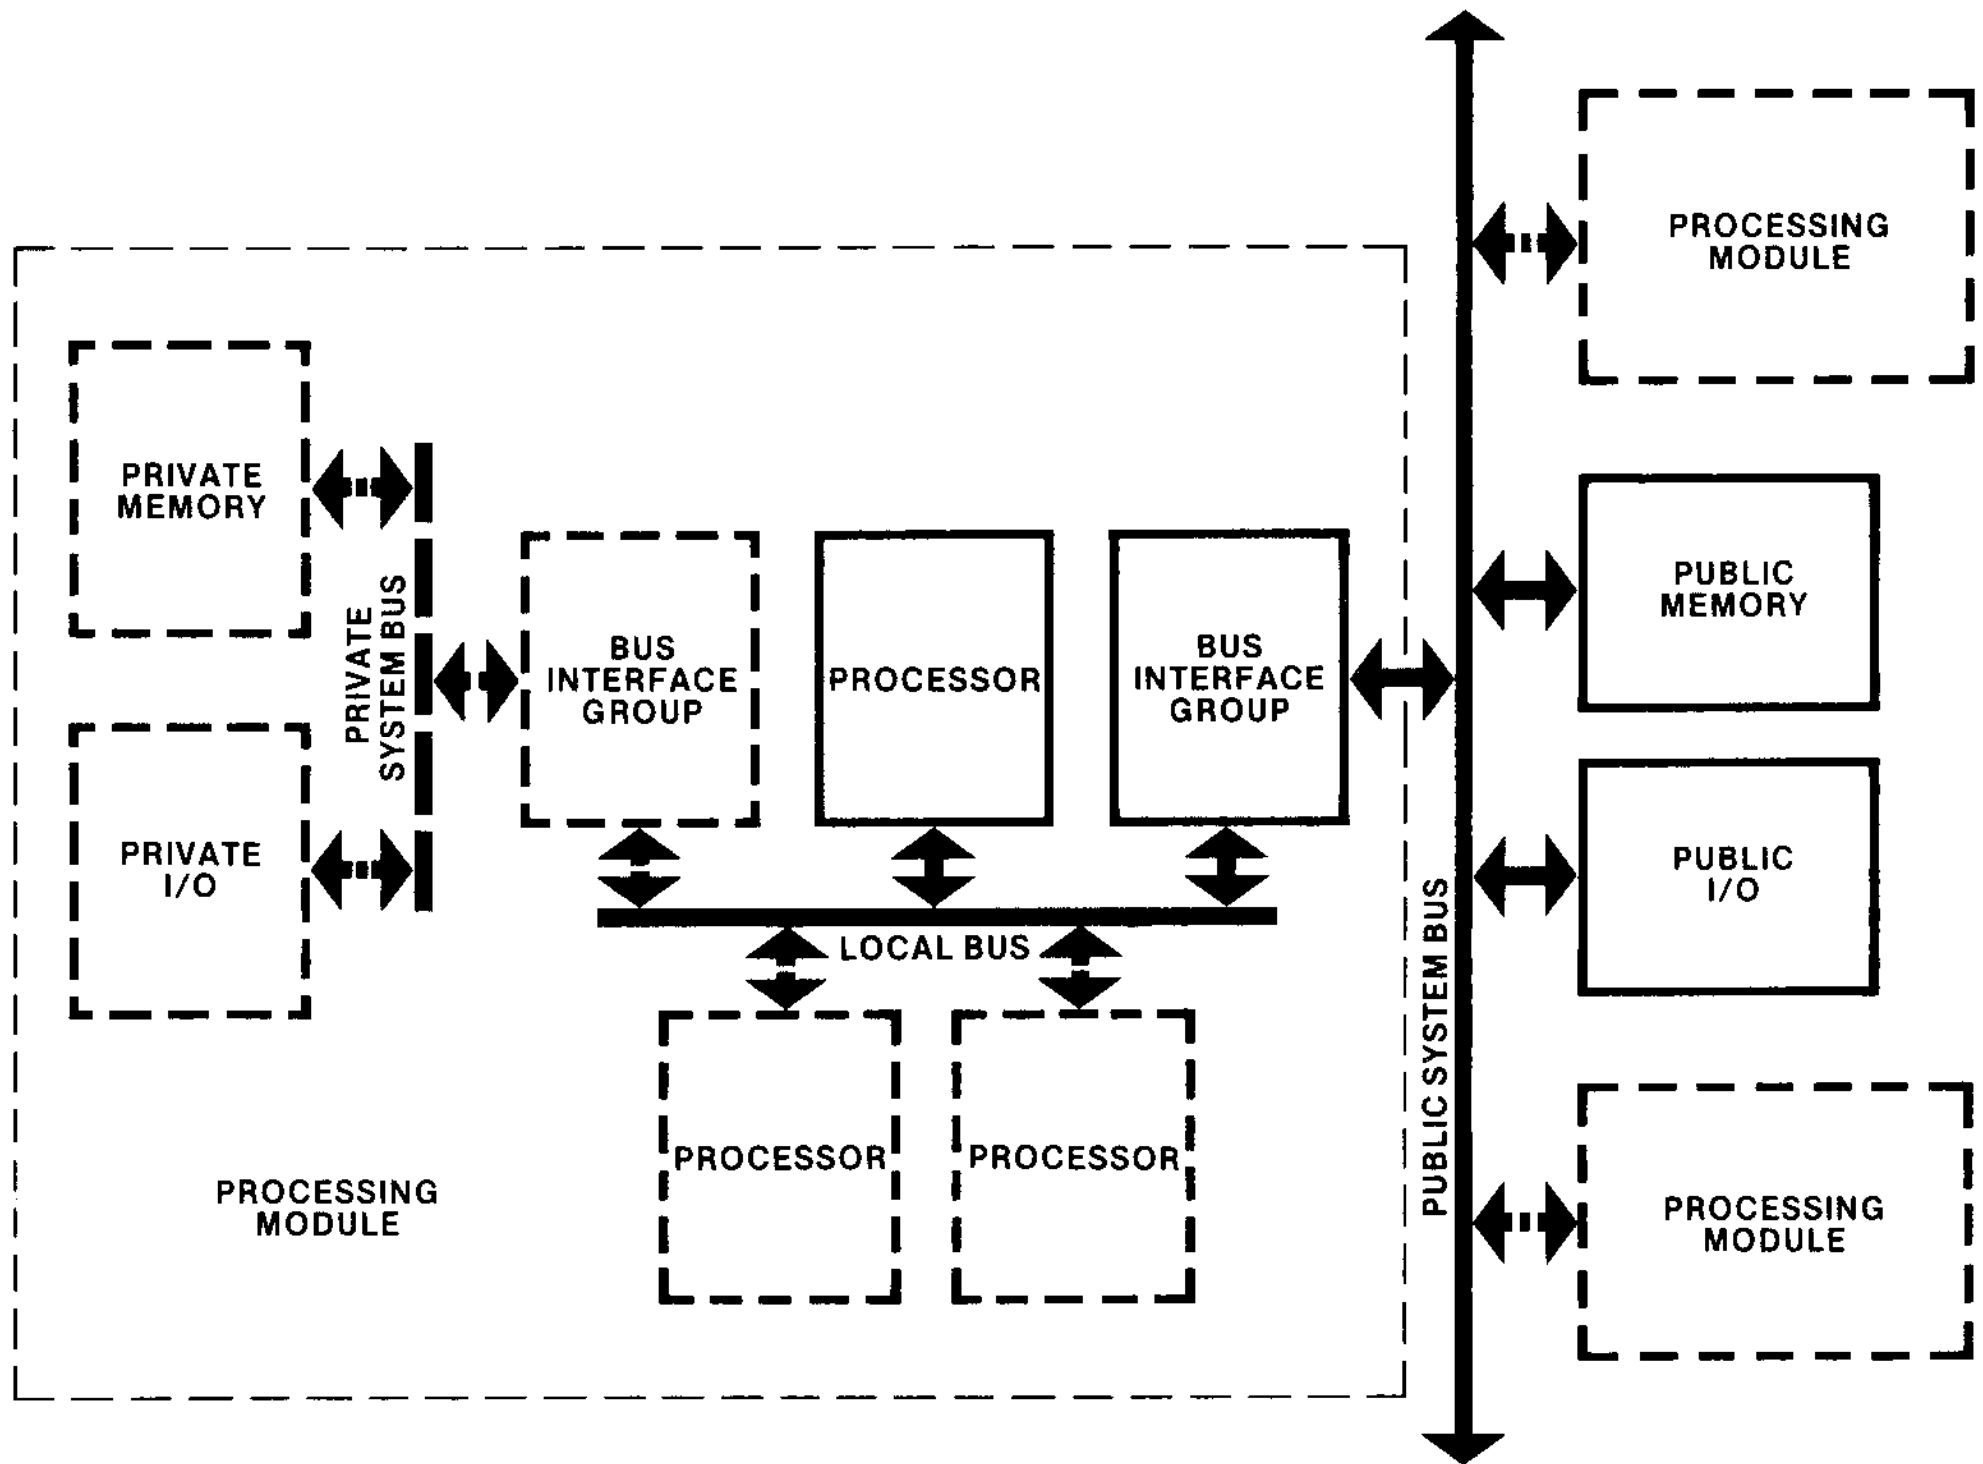 PROCESSING
MODULE
PRIVATE
MEMORY
PRIVATE
SYSTEM BUS
BUS
INTERFACE
GROUP
PROCESSOR
BUS
INTERFACE
GROUP
PUBLIC
MEMORY
PRIVATE
I/O
PUBLIC
I/O
LOCAL BUS
PUBLIC SYSTEM BUS
PROCESSOR
PROCESSOR
PROCESSING
MODULE
PROCESSING
MODULE